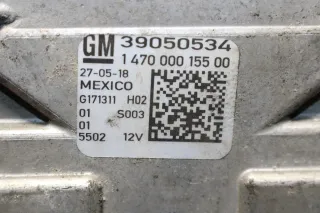 GM 39050534
1 470 000 155 00
27-05-18
MEXICO
G171311 H02
01 S003
01
5502 12V